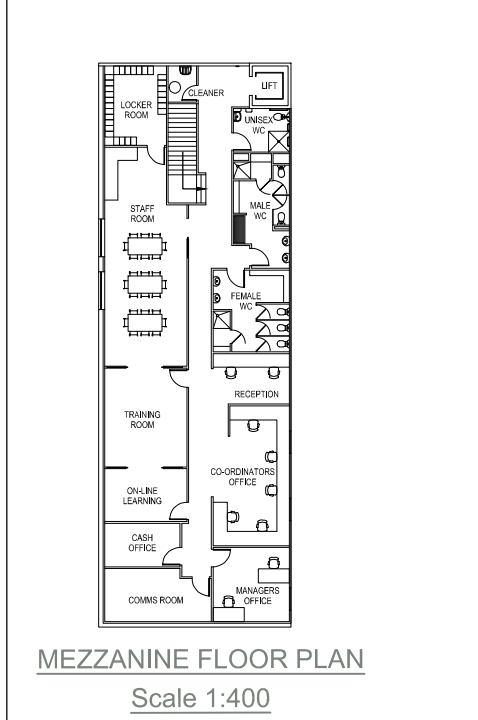 LIFT
CLEANER
LOCKER
ROOM
UNISEX
WC
STAFF
ROOM
MALE
WC
FEMALE
WC
RECEPTION
TRAINING
ROOM
CO-ORDINATORS
OFFICE
ON-LINE
LEARNING
CASH
OFFICE
MANAGERS
OFFICE
COMMS ROOM
MEZZANINE FLOOR PLAN
Scale 1:400